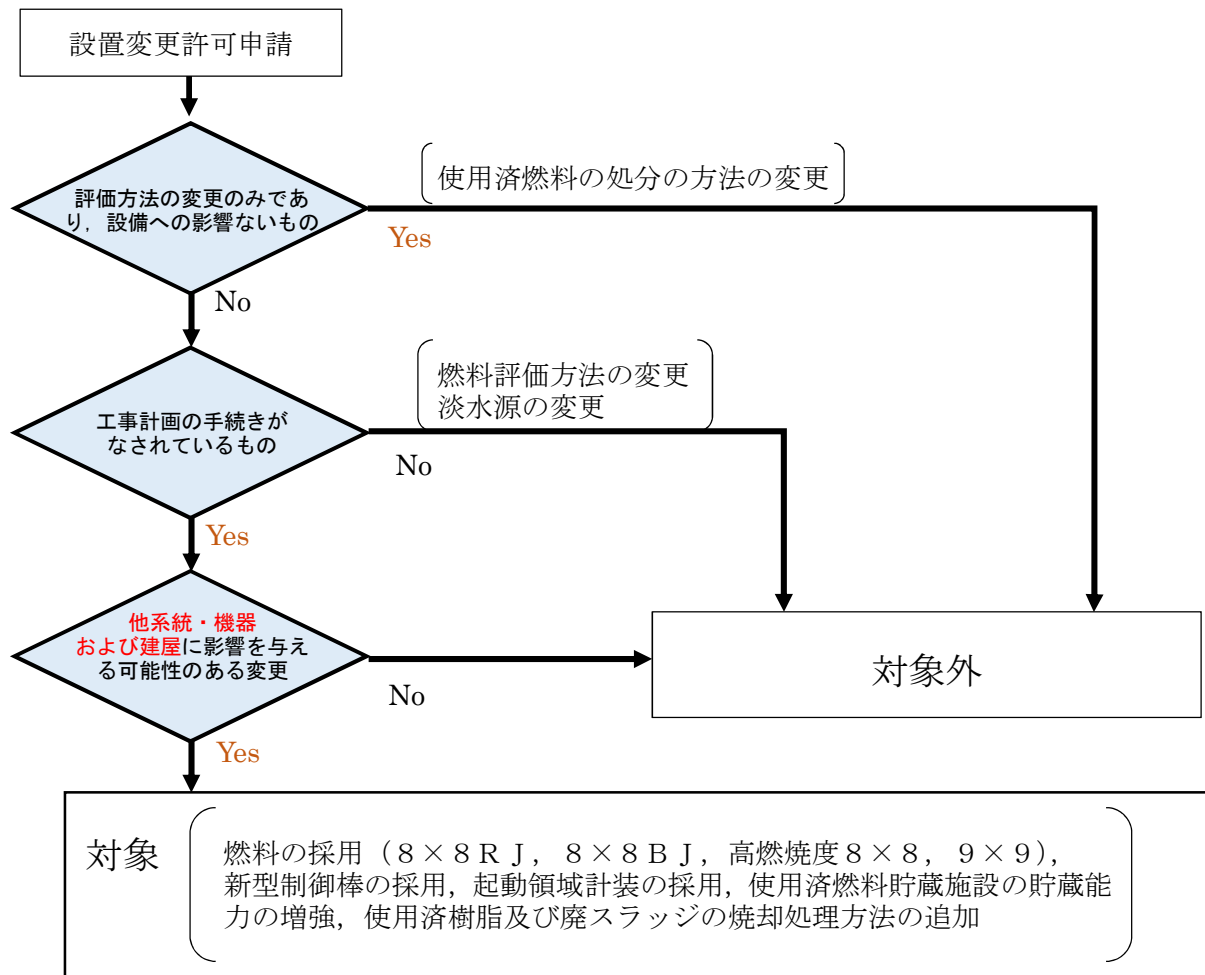 設置変更許可申請
評価方法の変更のみであ
り，設備への影響ないもの
使用済燃料の処分の方法の変更
Yes
No
工事計画の手続きが
なされているもの
燃料評価方法の変更
淡水源の変更
No
Yes
他系統・機器
および建屋に影響を与え
る可能性のある変更
No
対象外
Yes
対象
燃料の採用（８×８ＲＪ，８×８ＢＪ，高燃焼度８×８，９×９），
新型制御棒の採用，起動領域計装の採用，使用済燃料貯蔵施設の貯蔵能
力の増強，使用済樹脂及び廃スラッジの焼却処理方法の追加